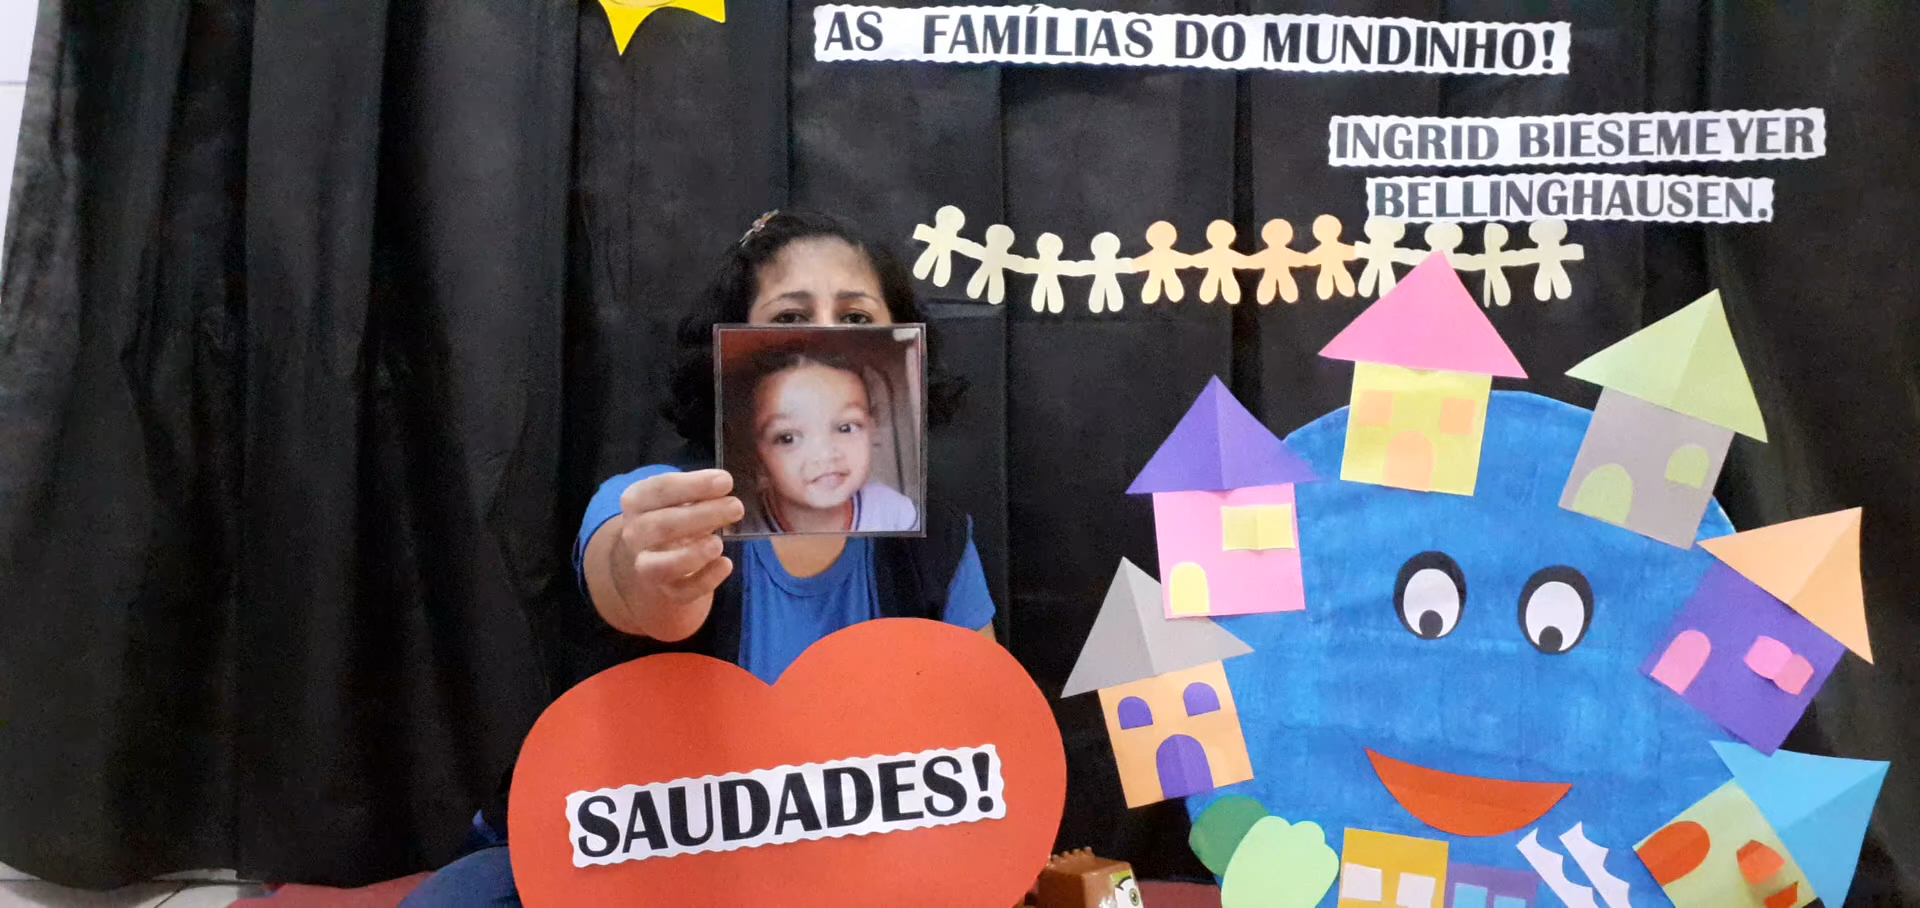 AS FAMÍLIAS DO MUNDINHO!
INGRID BIESEMEYER
BELLINGHAUSEN.
SAUDADES!